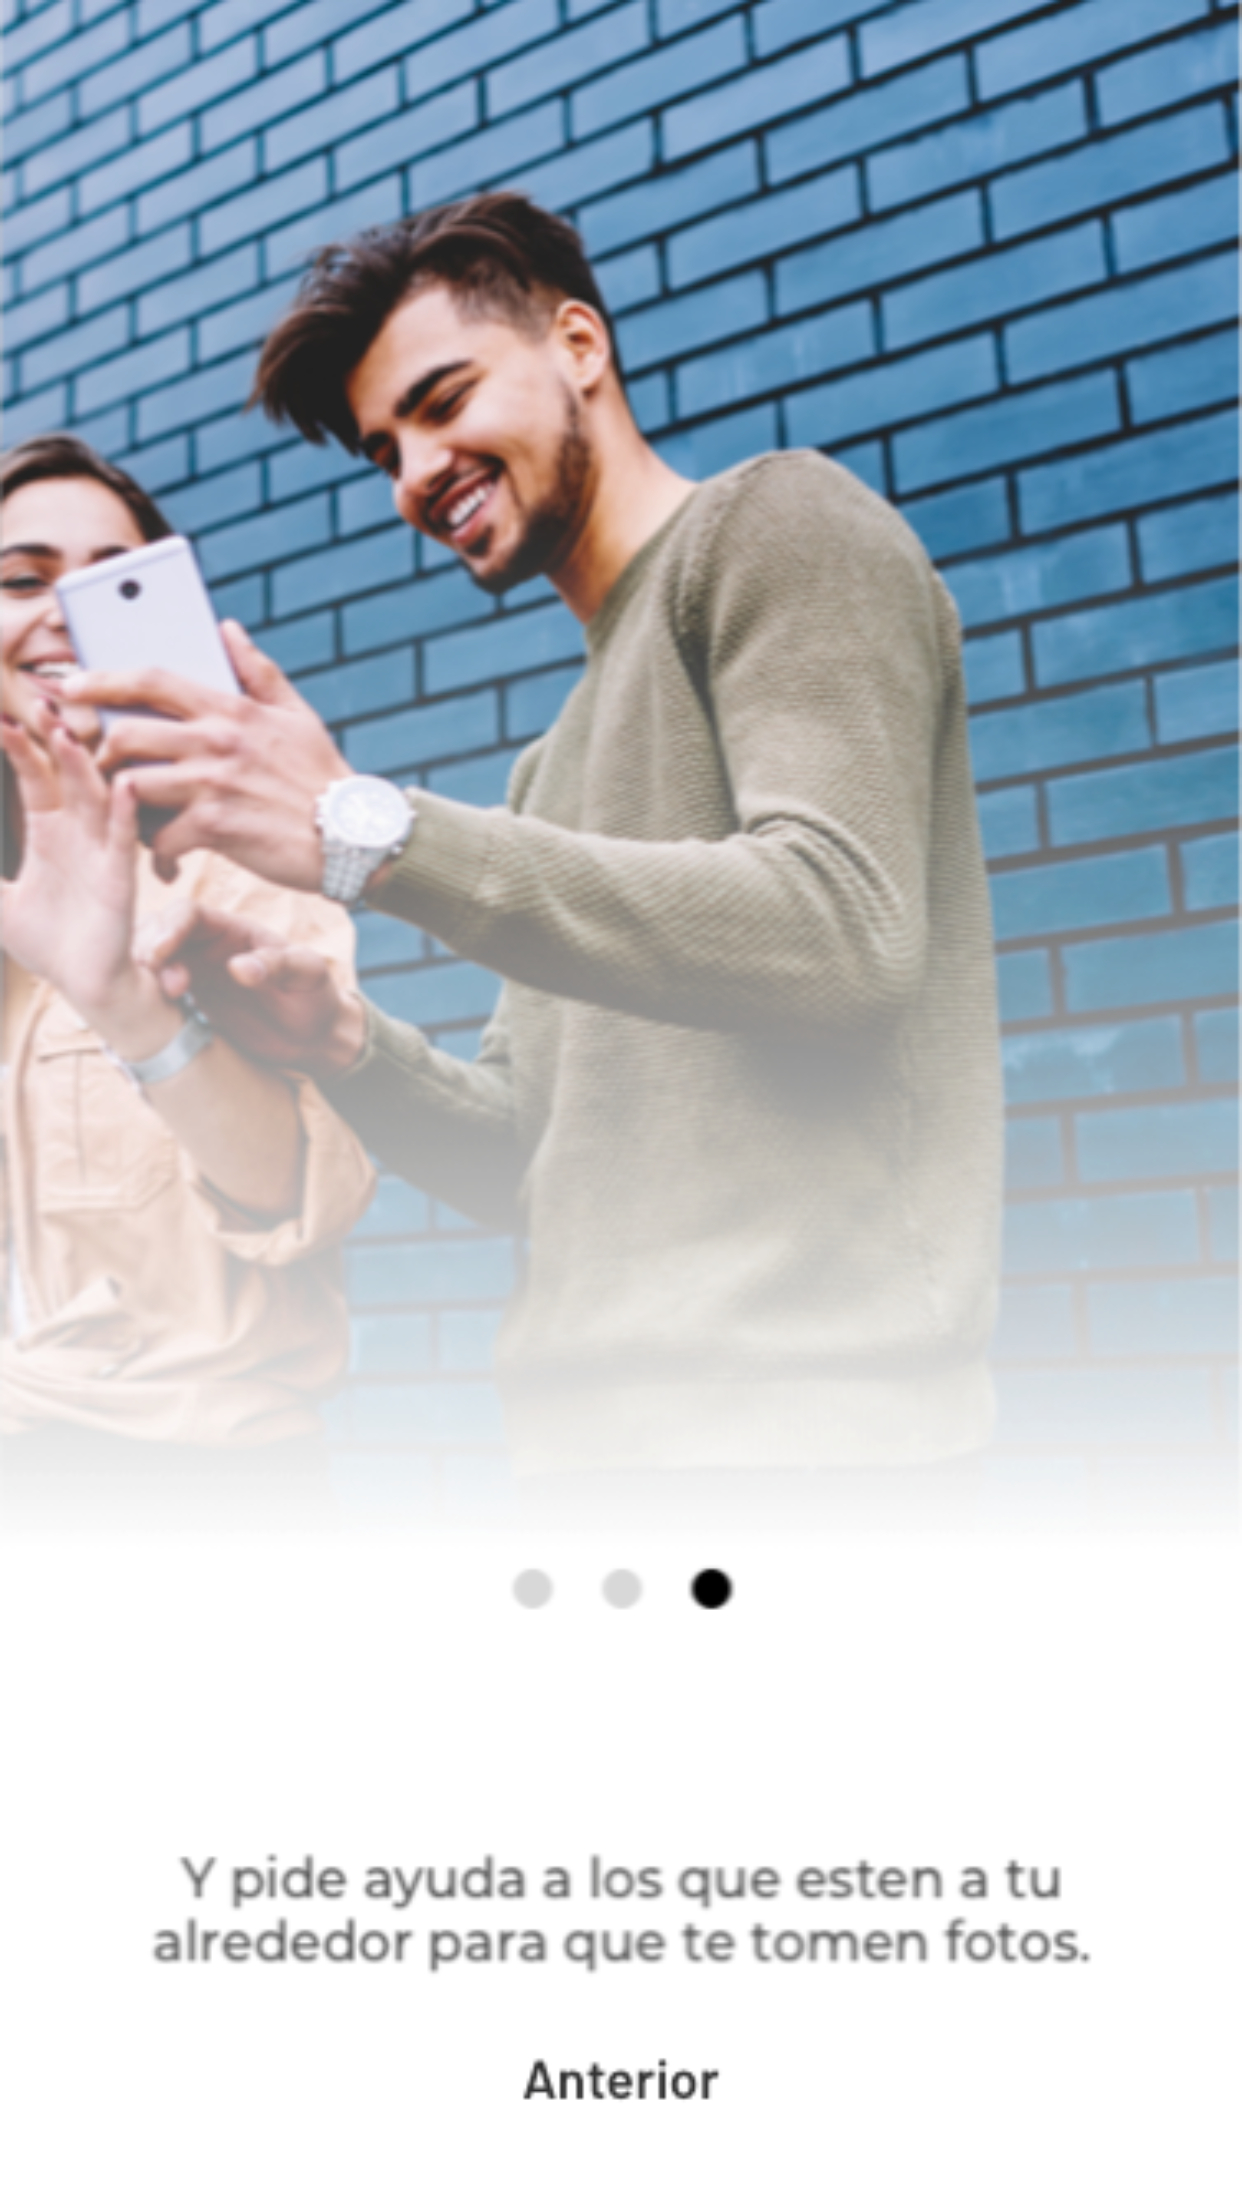 Y pide ayuda a los que esten a tu
alrededor para que te tomen fotos.
Anterior